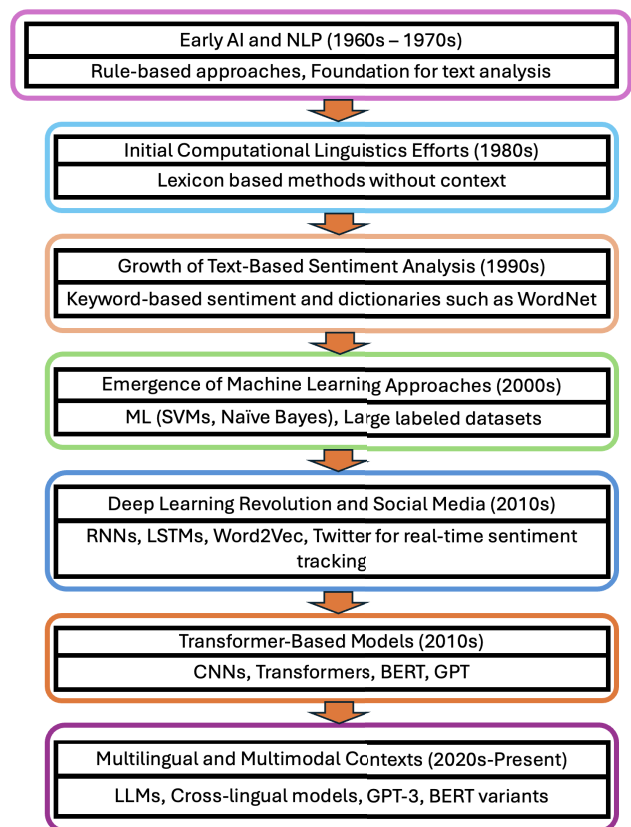 Early AI and NLP (1960s – 1970s)
Rule-based approaches, Foundation for text analysis
Initial Computational Linguistics Efforts (1980s)
Lexicon based methods without context
Growth of Text-Based Sentiment Analysis (1990s)
Keyword-based sentiment and dictionaries such as WordNet
Emergence of Machine Learning Approaches (2000s)
ML (SVMs, Naïve Bayes), Large labeled datasets
Deep Learning Revolution and Social Media (2010s)
RNNs, LSTMs, Word2Vec, Twitter for real-time sentiment
tracking
Transformer-Based Models (2010s)
CNNs, Transformers, BERT, GPT
Multilingual and Multimodal Contexts (2020s-Present)
LLMs, Cross-lingual models, GPT-3, BERT variants